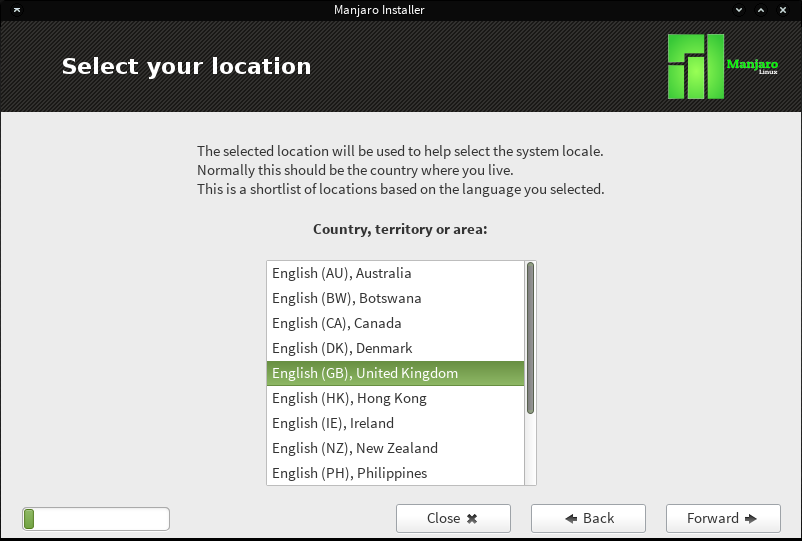 Manjaro Installer
Select your location
Manjaro
Linux
The selected location will be used to help select the system locale.
Normally this should be the country where you live.
This is a shortlist of locations based on the language you selected.
Country, territory or area:
English (AU), Australia
English (BW), Botswana
English (CA), Canada
English (DK), Denmark
English (GB), United Kingdom
English (HK), Hong Kong
English (IE), Ireland
English (NZ), New Zealand
English (PH), Philippines
Close
Back
Forward